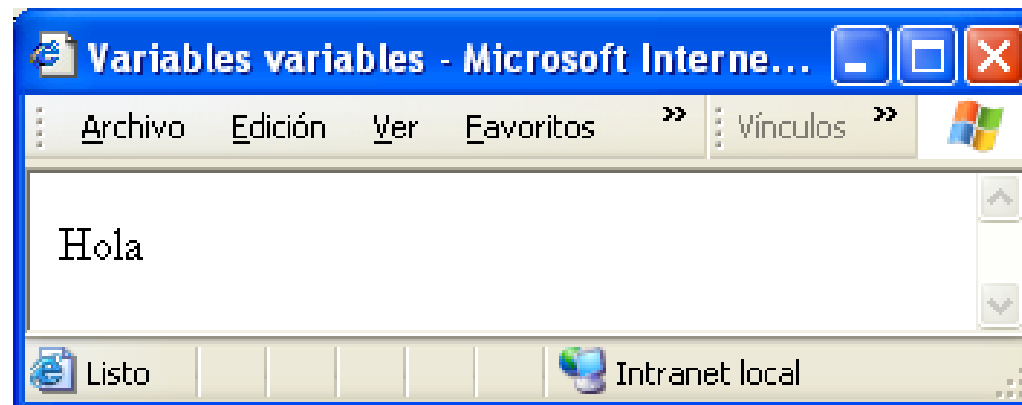 Variables variables - Microsoft Interne...
Archivo Edición Ver Favoritos » Vínculos »
Hola
Listo Intranet local